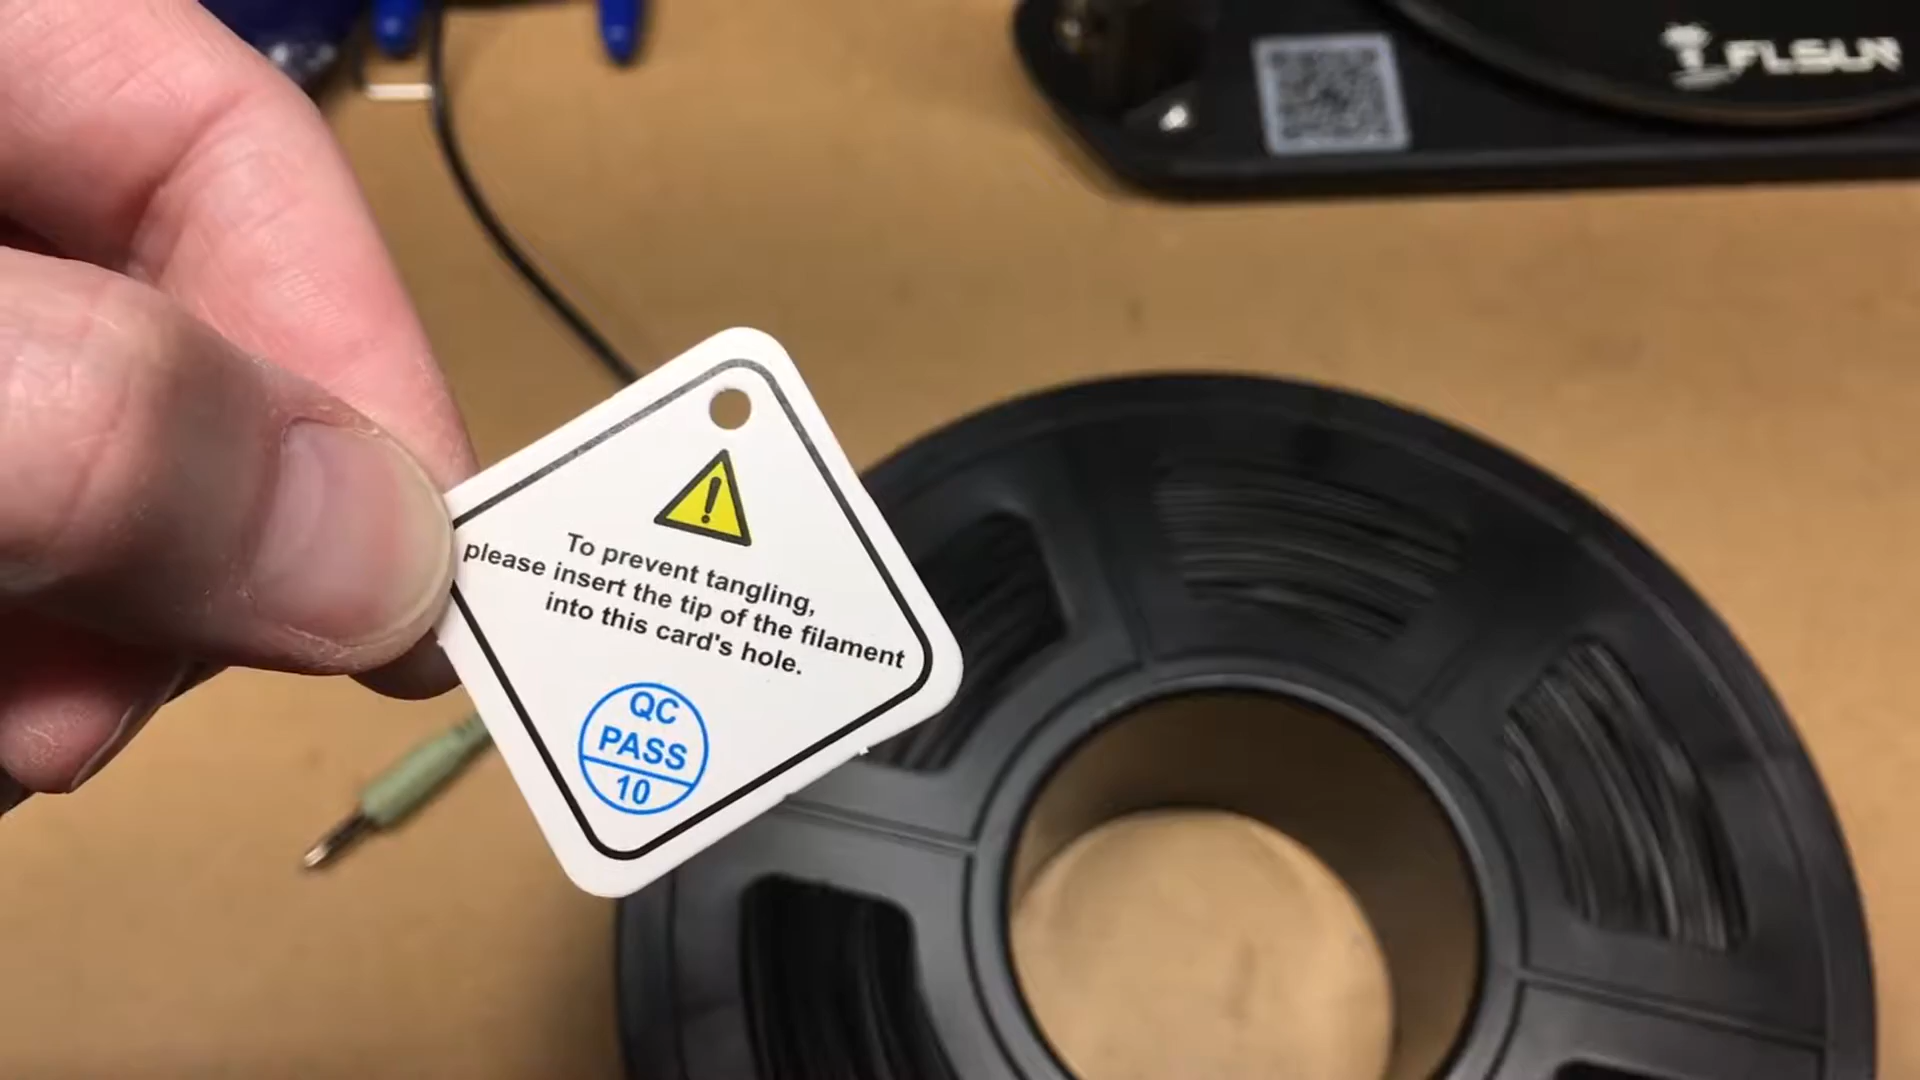 FLSUN
To prevent tangling,
please insert the tip of the filament
into this card's hole.
QC
PASS
10